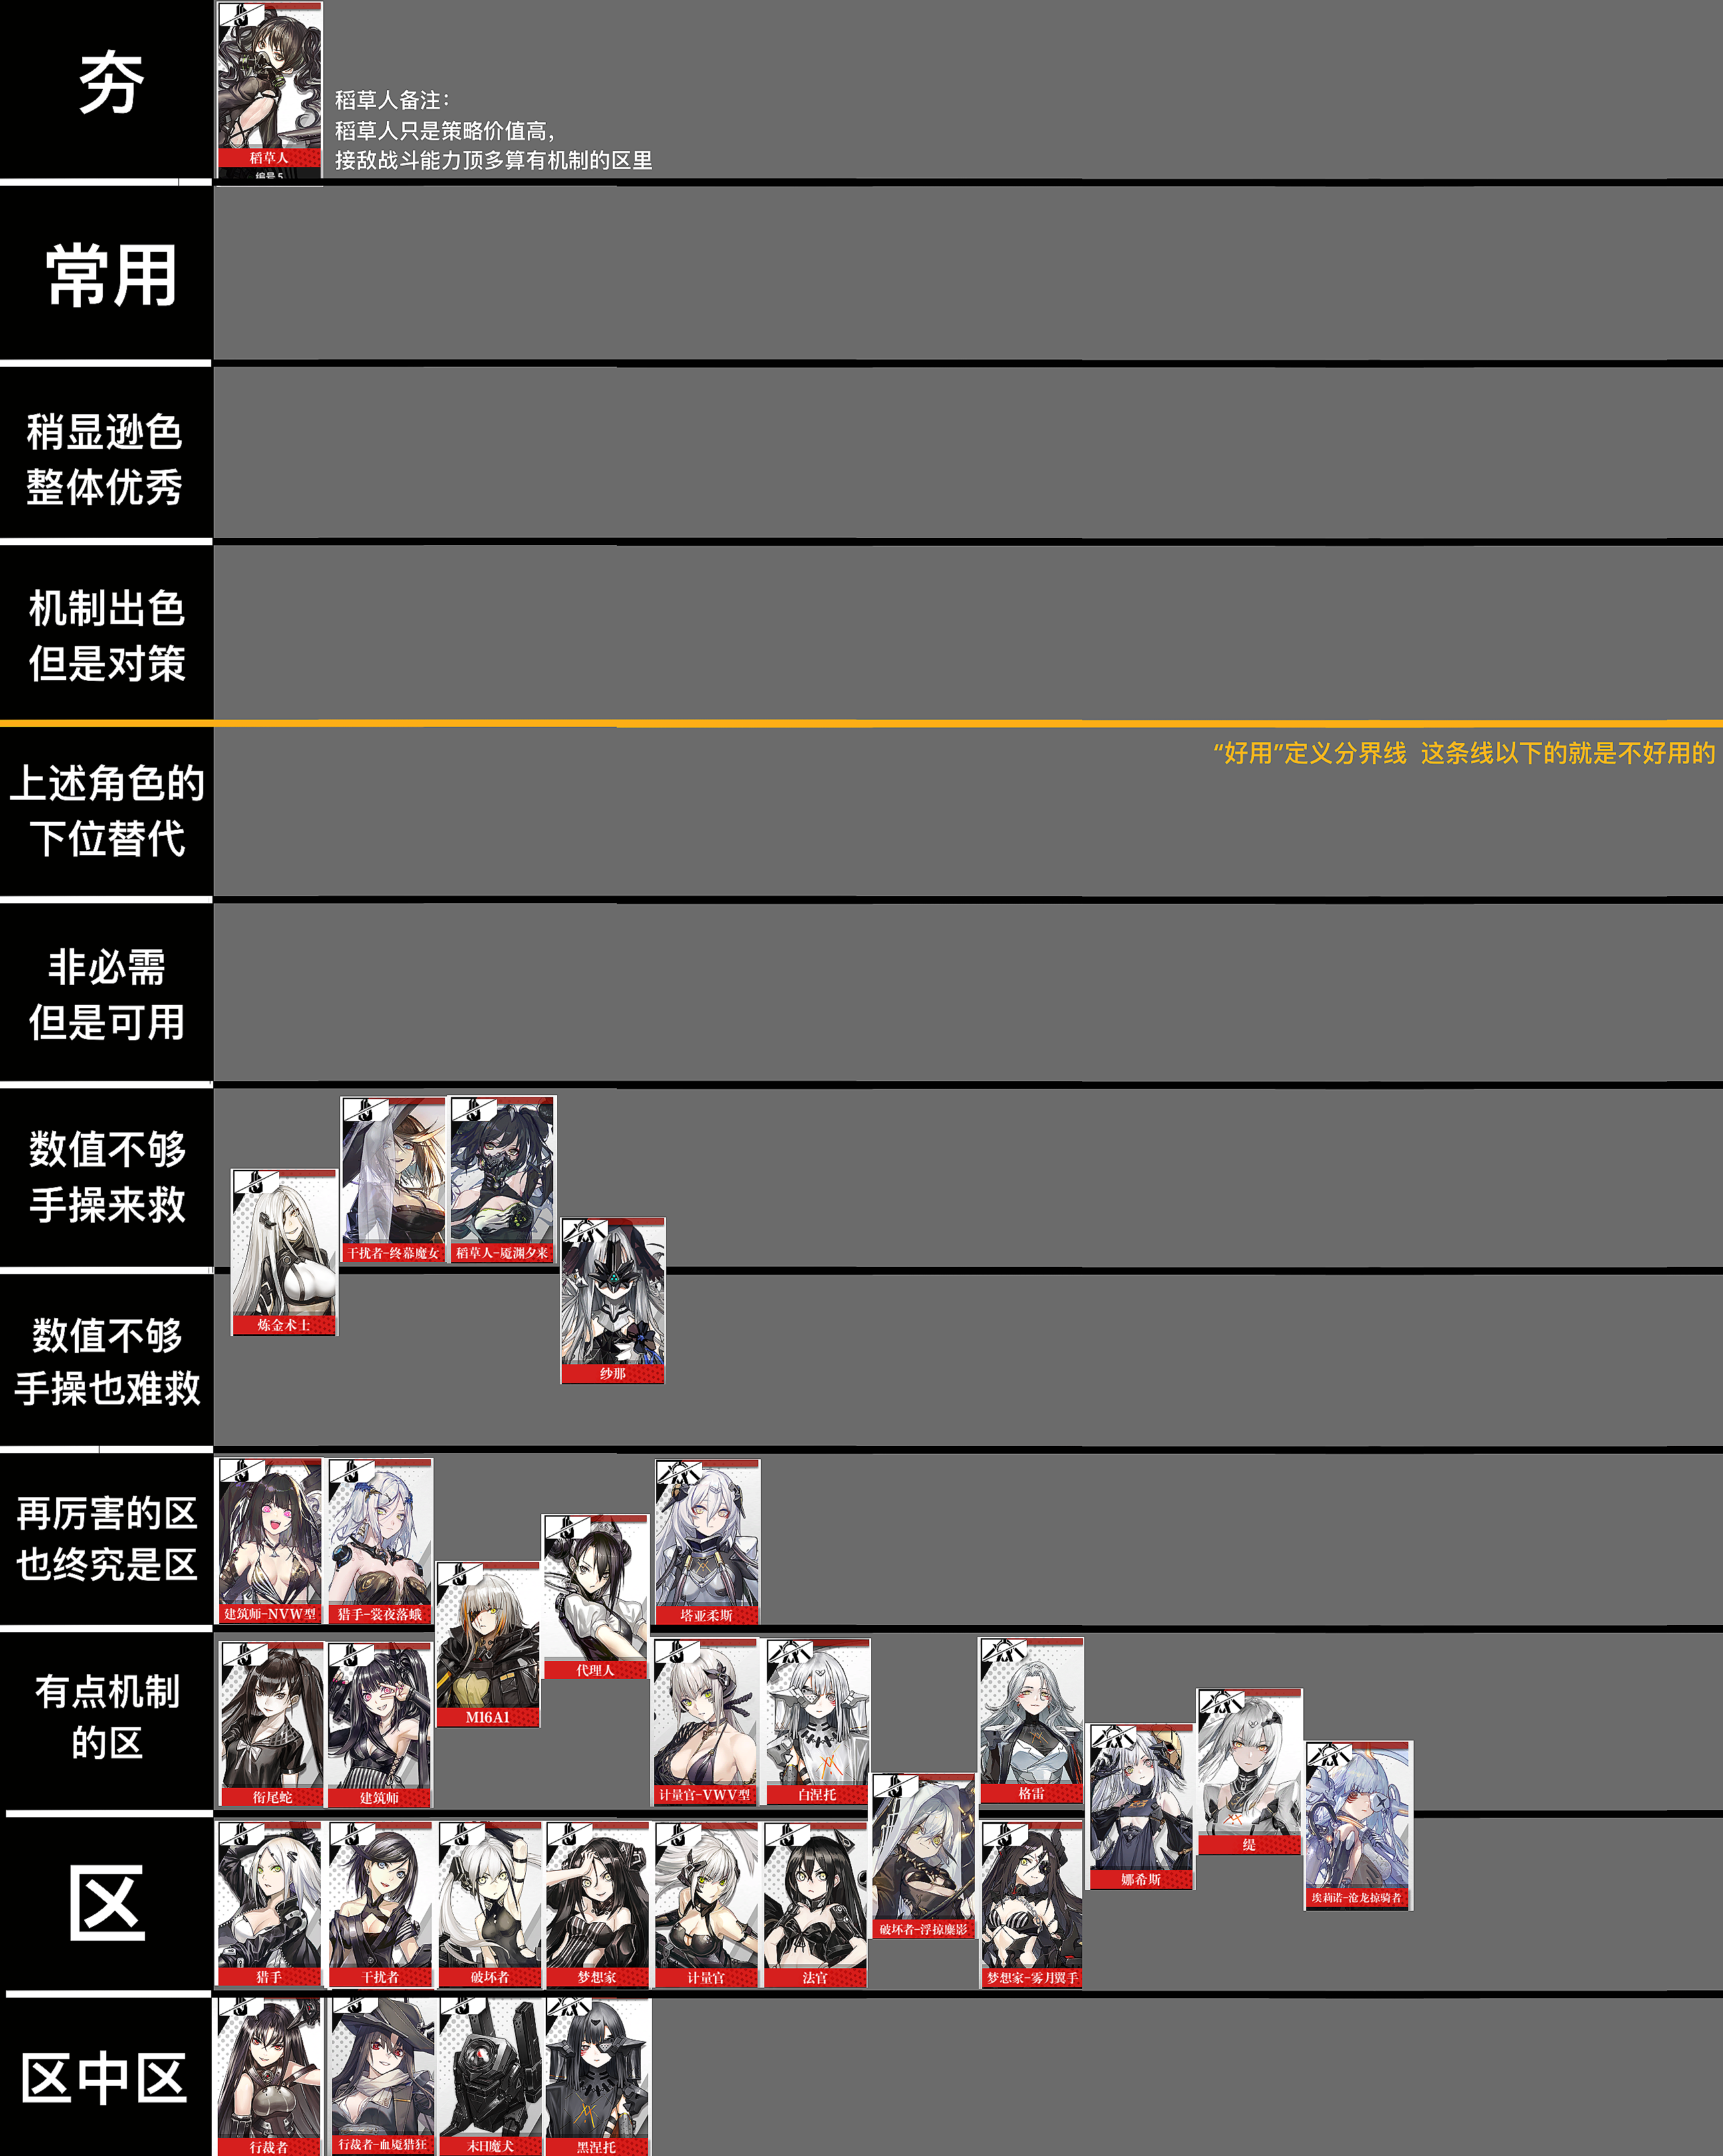 夯
稻草人
编号 5
稻草人备注：
稻草人只是策略价值高，
接敌战斗能力顶多算有机制的区里
常用
稍显逊色
整体优秀
机制出色
但是对策
“好用”定义分界线 这条线以下的就是不好用的
上述角色的
下位替代
非必需
但是可用
数值不够
手操来救
干扰者-终幕魔女
稻草人-魇渊夕来
炼金术士
纱那
数值不够
手操也难救
再厉害的区
也终究是区
建筑师-NVW型
猎手-裳夜落蛾
M16A1
代理人
塔亚柔斯
有点机制
的区
衔尾蛇
建筑师
计量官-VWV型
白涅托
格雷
破坏者-浮掠麇影
娜希斯
缇
埃莉诺-沧龙掠骑者
区
猎手
干扰者
破坏者
梦想家
计量官
法官
梦想家-雾月翼手
区中区
行裁者
行裁者-血魇猎狂
末日魔犬
黑涅托